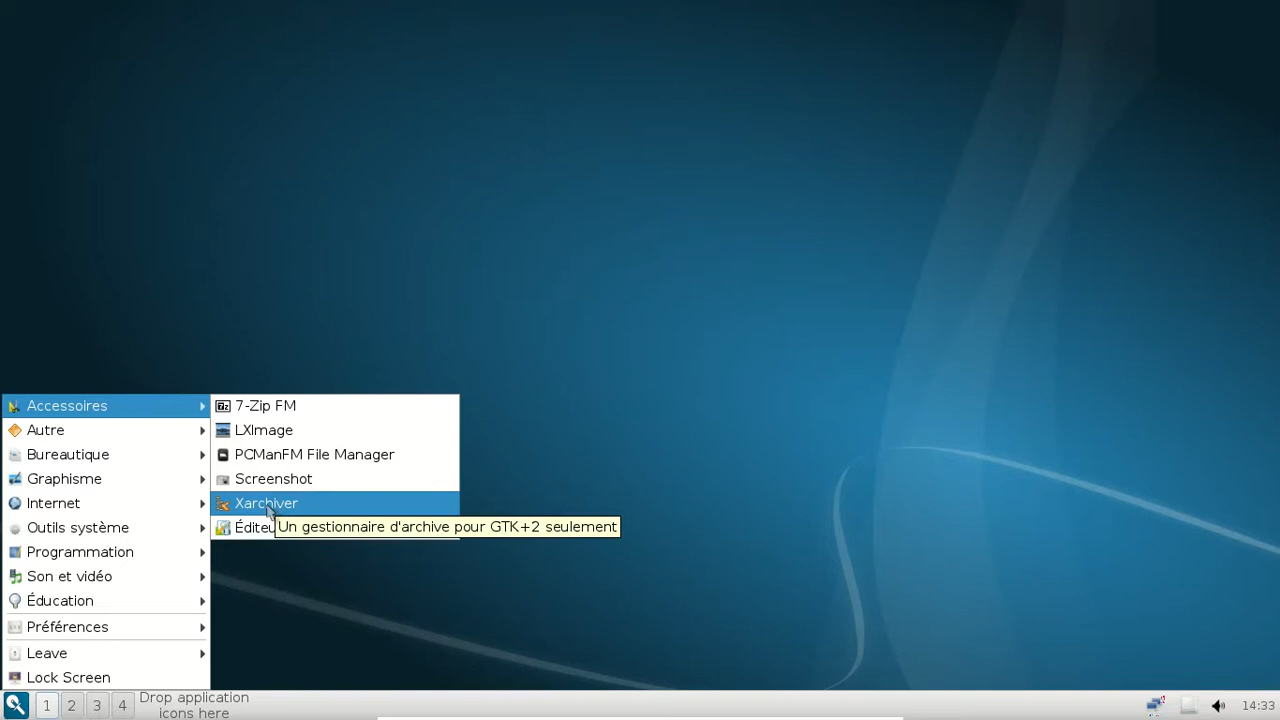 Accessoires
Autre
Bureautique
Graphisme
Internet
Outils système
Programmation
Son et vidéo
Éducation
Préférences
Leave
Lock Screen
7z 7-Zip FM
LXImage
PCManFM File Manager
Screenshot
Xarchiver
Un gestionnaire d'archive pour GTK+2 seulement
1 2 3 4
Drop application
icons here
14:33